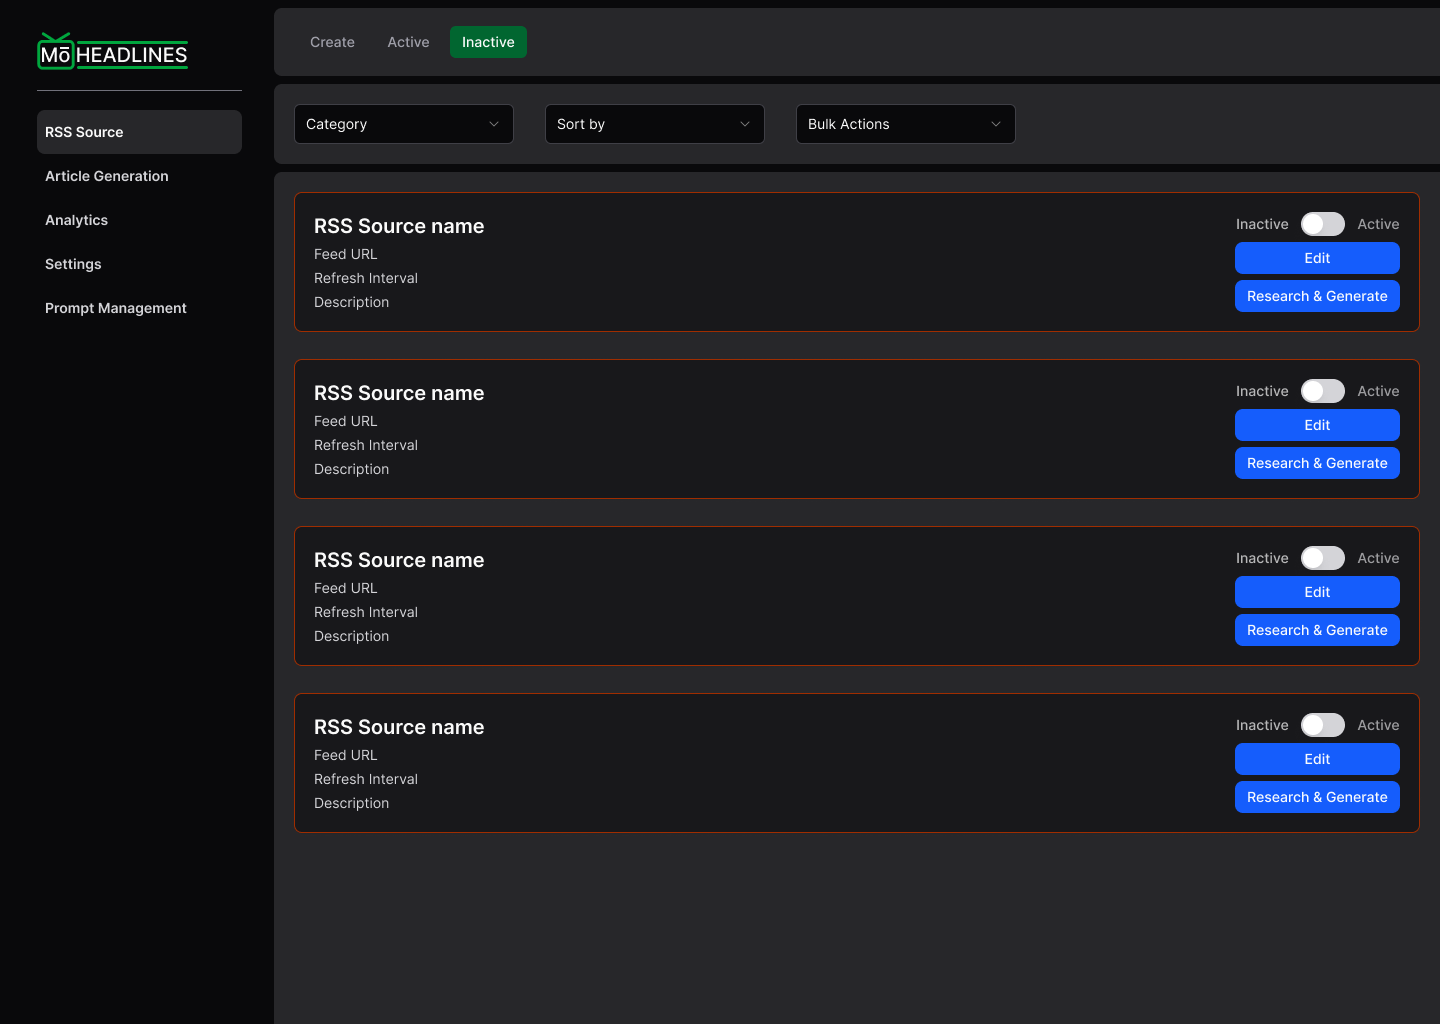 Mō HEADLINES
RSS Source
Article Generation
Analytics
Settings
Prompt Management
Create Active Inactive
Category Sort by Bulk Actions
RSS Source name
Feed URL
Refresh Interval
Description
Inactive Active
Edit
Research & Generate
RSS Source name
Feed URL
Refresh Interval
Description
Inactive Active
Edit
Research & Generate
RSS Source name
Feed URL
Refresh Interval
Description
Inactive Active
Edit
Research & Generate
RSS Source name
Feed URL
Refresh Interval
Description
Inactive Active
Edit
Research & Generate